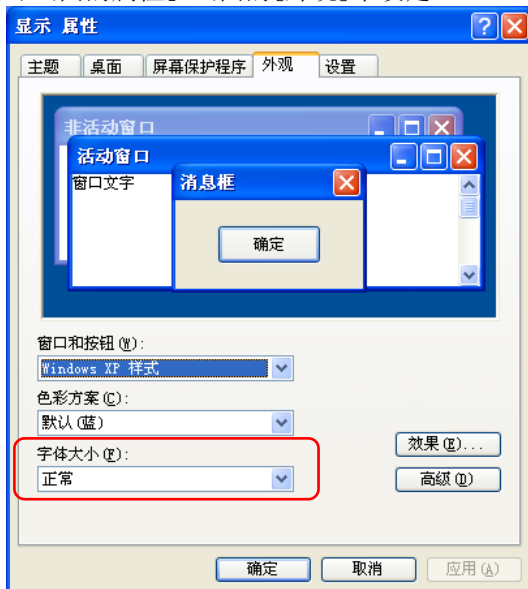 显示 属性
主题 桌面 屏幕保护程序 外观 设置
非活动窗口
活动窗口
窗口文字
消息框
确定
窗口和按钮(W):
Windows XP 样式
色彩方案(C):
默认(蓝)
字体大小(F):
正常
效果(E)...
高级(D)
确定 取消 应用(A)